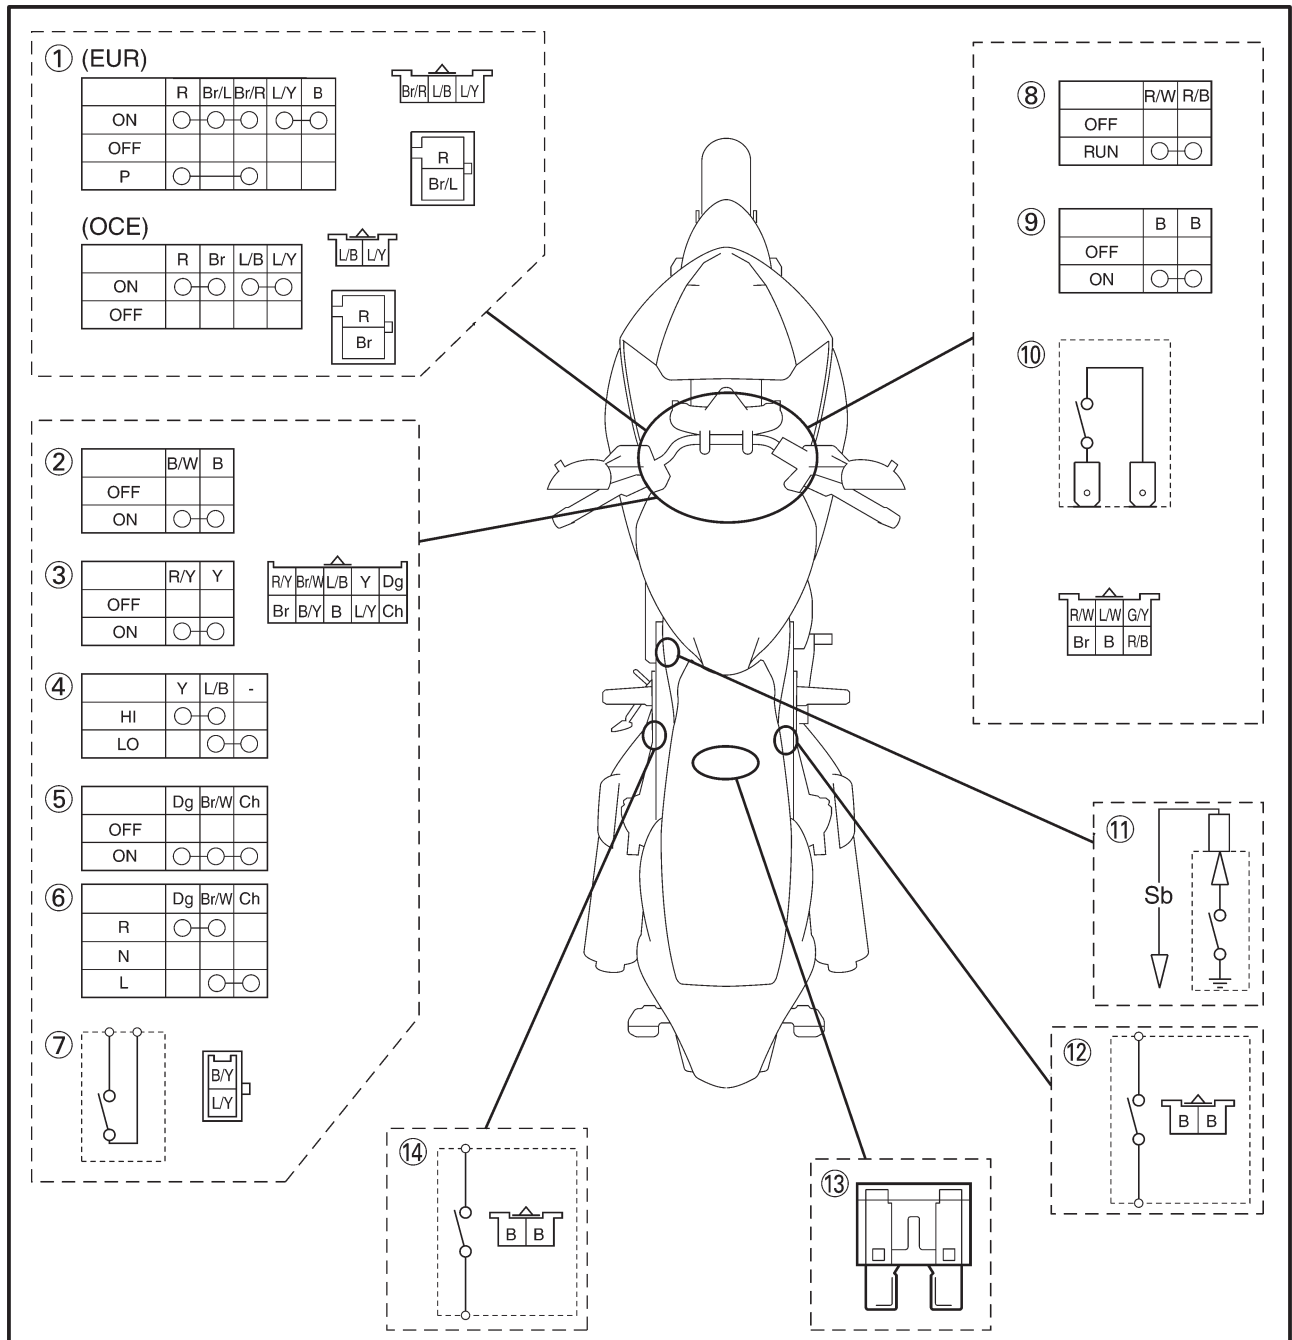 ① (EUR)
R Br/L Br/R L/Y B
ON
OFF
P
Br/R L/B L/Y
R
Br/L
(OCE)
R Br L/B L/Y
ON
OFF
L/B L/Y
R
Br
②
B/W B
OFF
ON
③
R/Y Y
OFF
ON
R/Y Br/W L/B Y Dg
Br B/Y B L/Y Ch
④
Y L/B -
HI
LO
⑤
Dg Br/W Ch
OFF
ON
⑥
Dg Br/W Ch
R
N
L
⑦
B/Y
L/Y
⑧
R/W R/B
OFF
RUN
⑨
B B
OFF
ON
⑩
R/W L/W G/Y
Br B R/B
⑪
Sb
⑫
B B
⑬
⑭
B B